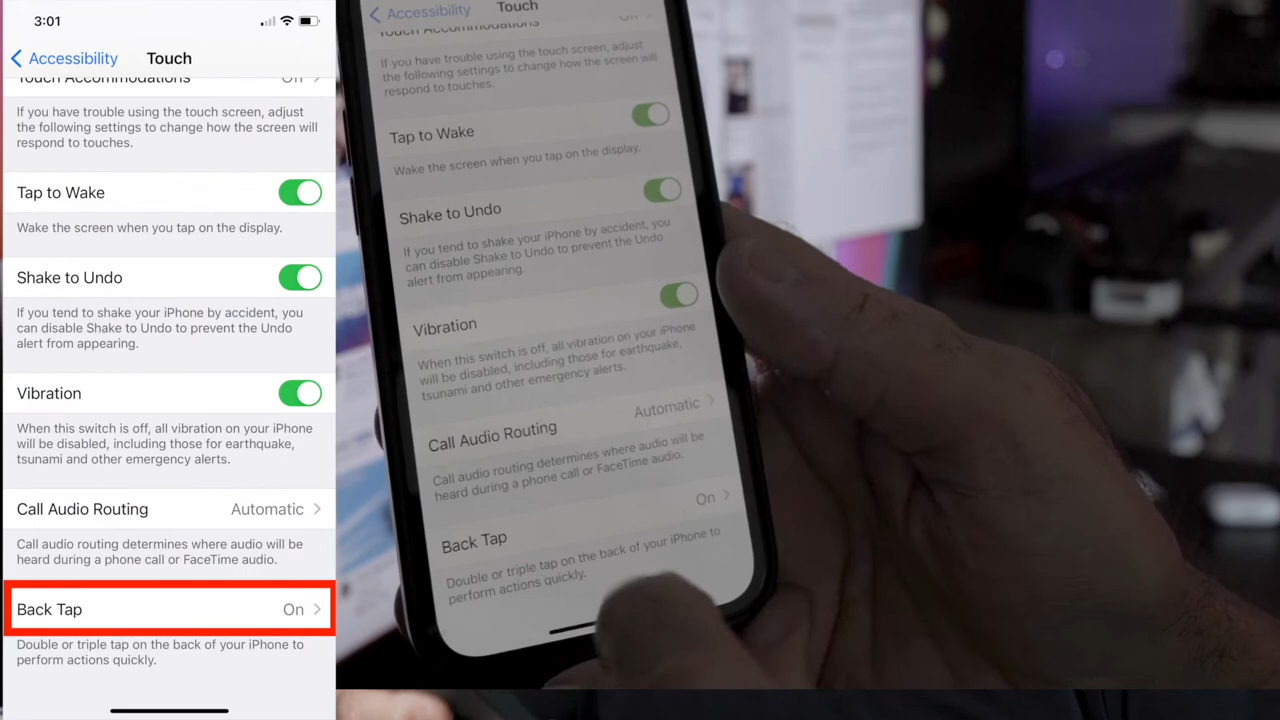 3:01
Accessibility
Touch
Touch Accommodations
Off
If you have trouble using the touch screen, adjust
the following settings to change how the screen will
respond to touches.
Tap to Wake
Wake the screen when you tap on the display.
Shake to Undo
If you tend to shake your iPhone by accident, you
can disable Shake to Undo to prevent the Undo
alert from appearing.
Vibration
When this switch is off, all vibration on your iPhone
will be disabled, including those for earthquake,
tsunami and other emergency alerts.
Call Audio Routing
Automatic
Call audio routing determines where audio will be
heard during a phone call or FaceTime audio.
Back Tap
On
Double or triple tap on the back of your iPhone to
perform actions quickly.
Accessibility
Touch
Touch Accommodations
Off
If you have trouble using the touch screen, adjust
the following settings to change how the screen will
respond to touches.
Tap to Wake
Wake the screen when you tap on the display.
Shake to Undo
If you tend to shake your iPhone by accident, you
can disable Shake to Undo to prevent the Undo
alert from appearing.
Vibration
When this switch is off, all vibration on your iPhone
will be disabled, including those for earthquake,
tsunami and other emergency alerts.
Call Audio Routing
Automatic
Call audio routing determines where audio will be
heard during a phone call or FaceTime audio.
Back Tap
On
Double or triple tap on the back of your iPhone to
perform actions quickly.